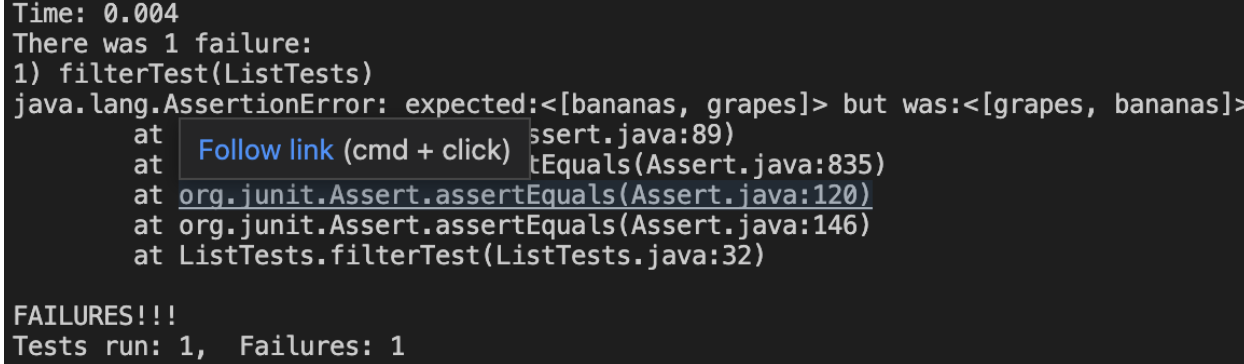 Time: 0.004
There was 1 failure:
1) filterTest(ListTests)
java.lang.AssertionError: expected:<[bananas, grapes]> but was:<[grapes, bananas]>
at ssert.java:89)
Follow link (cmd + click)
at tEquals(Assert.java:835)
at org.junit.Assert.assertEquals(Assert.java:120)
at org.junit.Assert.assertEquals(Assert.java:146)
at ListTests.filterTest(ListTests.java:32)
FAILURES!!!
Tests run: 1,  Failures: 1